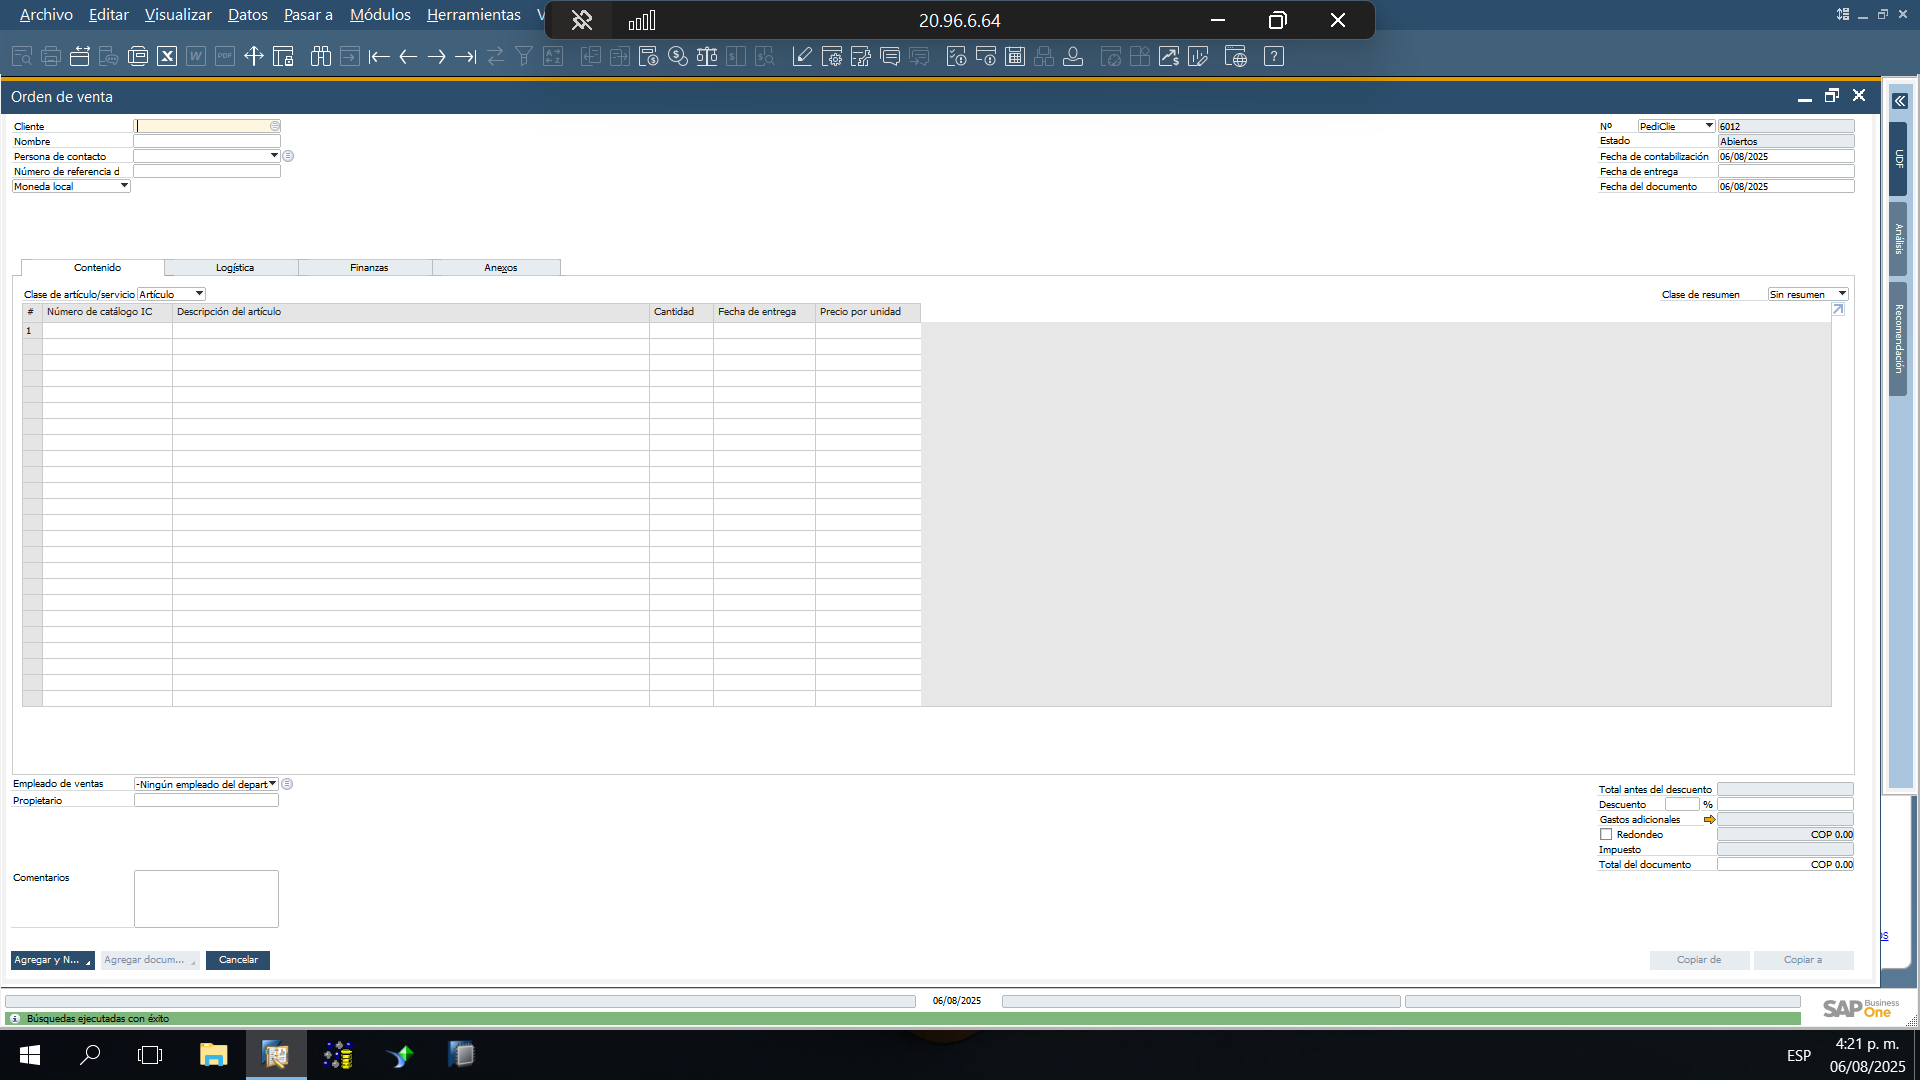 Archivo Editar Visualizar Datos Pasar a Módulos Herramientas V
20.96.6.64
Orden de venta
Cliente
Nombre
Persona de contacto
Número de referencia d
Moneda local
Nº PediClie 6012
Estado Abiertos
Fecha de contabilización 06/08/2025
Fecha de entrega
Fecha del documento 06/08/2025
UDF
Análisis
Recomendación
Contenido Logística Finanzas Anexos
Clase de artículo/servicio Artículo
Clase de resumen Sin resumen
# Número de catálogo IC Descripción del artículo Cantidad Fecha de entrega Precio por unidad
1
Empleado de ventas -Ningún empleado del depart
Propietario
Comentarios
Total antes del descuento
Descuento %
Gastos adicionales
Redondeo COP 0.00
Impuesto
Total del documento COP 0.00
Agregar y N... Agregar docum... Cancelar
Copiar de Copiar a
06/08/2025
Búsquedas ejecutadas con éxito
SAP Business One
ESP
4:21 p. m.
06/08/2025